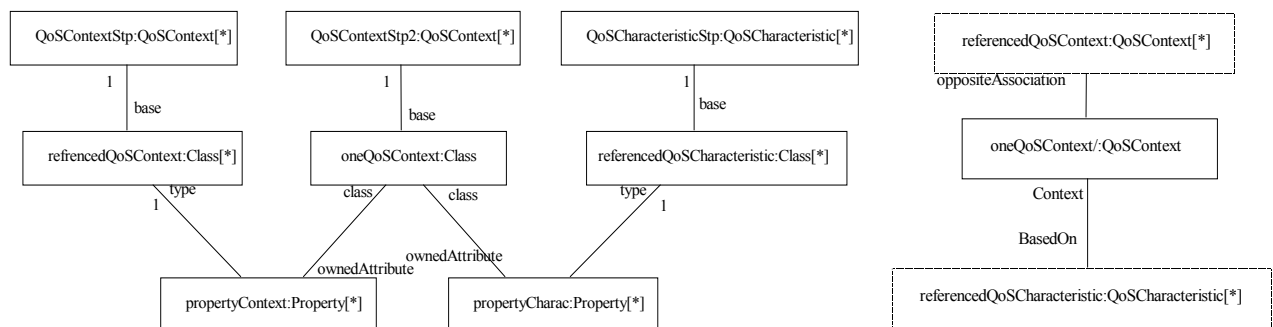 QoSContextStp:QoSContext[*]
QoSContextStp2:QoSContext[*]
QoSCharacteristicStp:QoSCharacteristic[*]
referencedQoSContext:QoSContext[*]
1
1
1
oppositeAssociation
base
base
base
refrencedQoSContext:Class[*]
oneQoSContext:Class
referencedQoSCharacteristic:Class[*]
oneQoSContext/:QoSContext
type
class
class
type
Context
1
1
BasedOn
ownedAttribute
ownedAttribute
propertyContext:Property[*]
propertyCharac:Property[*]
referencedQoSCharacteristic:QoSCharacteristic[*]